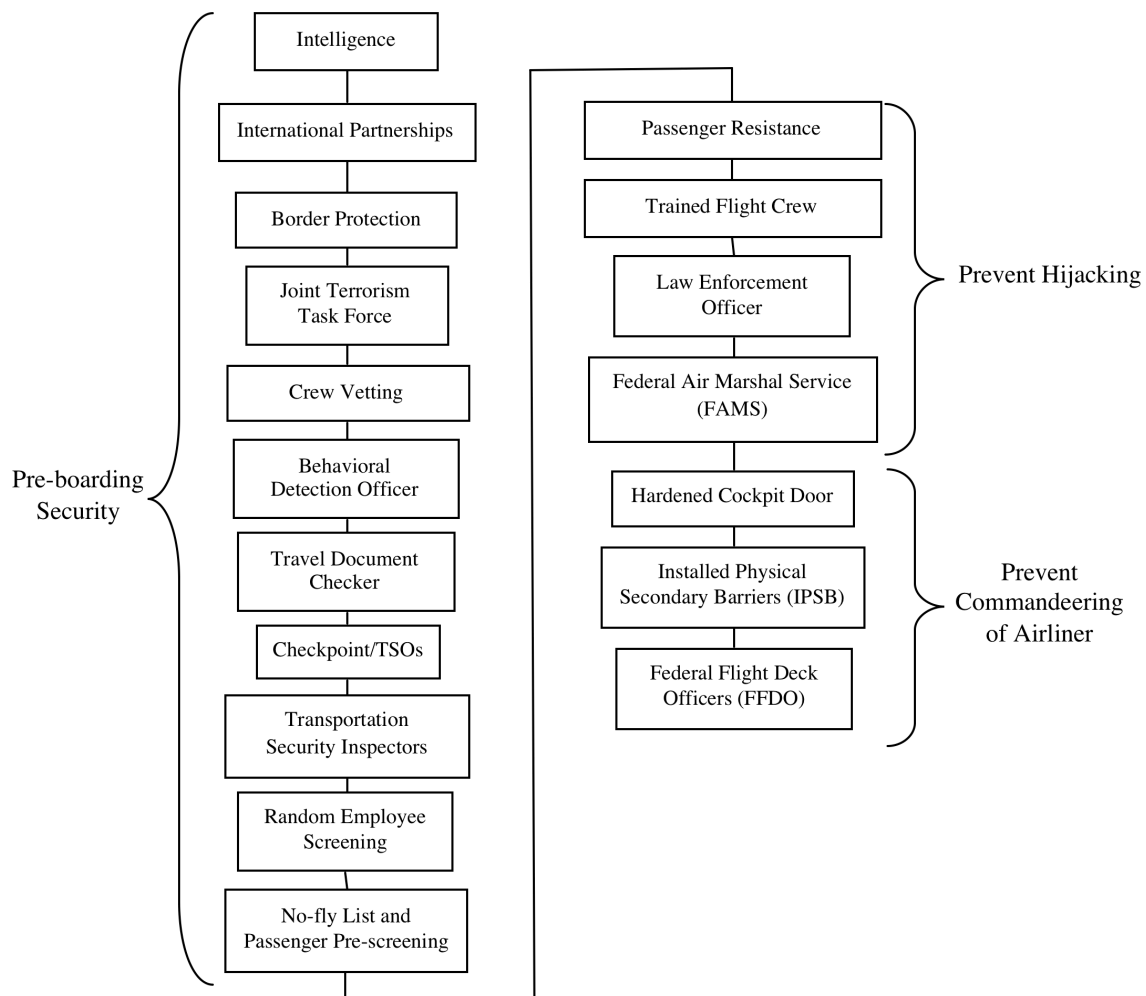 Intelligence
International Partnerships
Border Protection
Joint Terrorism
Task Force
Crew Vetting
Behavioral
Detection Officer
Travel Document
Checker
Checkpoint/TSOs
Transportation
Security Inspectors
Random Employee
Screening
No-fly List and
Passenger Pre-screening
Pre-boarding
Security
Passenger Resistance
Trained Flight Crew
Law Enforcement
Officer
Federal Air Marshal Service
(FAMS)
Prevent Hijacking
Hardened Cockpit Door
Installed Physical
Secondary Barriers (IPSB)
Federal Flight Deck
Officers (FFDO)
Prevent
Commandeering
of Airliner